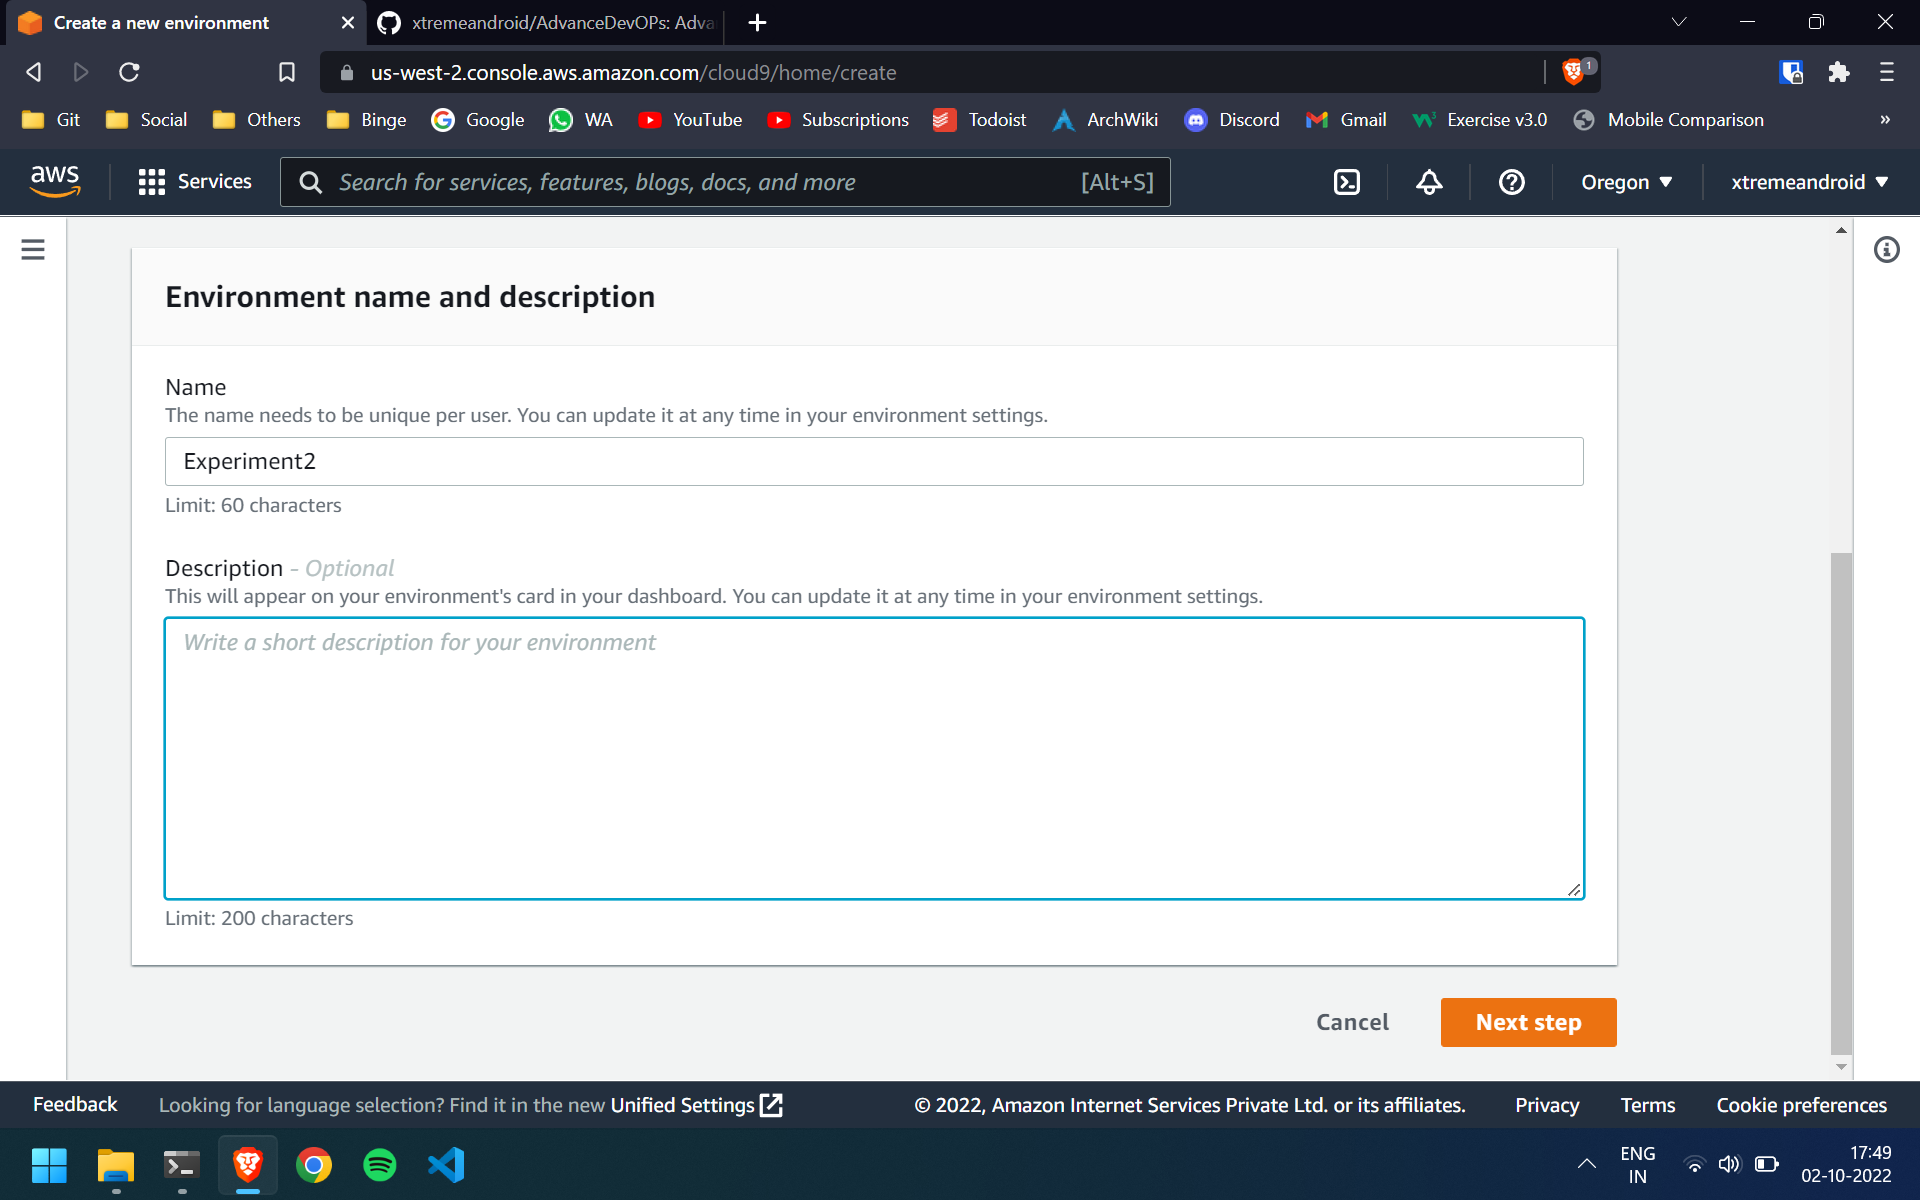 Create a new environment
xtremeandroid/AdvanceDevOPs: Adva
us-west-2.console.aws.amazon.com/cloud9/home/create
1
Git
Social
Others
Binge
Google
WA
YouTube
Subscriptions
Todoist
ArchWiki
Discord
Gmail
Exercise v3.0
Mobile Comparison
»
aws
Services
Search for services, features, blogs, docs, and more
[Alt+S]
Oregon
xtremeandroid
Environment name and description
Name
The name needs to be unique per user. You can update it at any time in your environment settings.
Experiment2
Limit: 60 characters
Description - Optional
This will appear on your environment's card in your dashboard. You can update it at any time in your environment settings.
Write a short description for your environment
Limit: 200 characters
Cancel
Next step
Feedback
Looking for language selection? Find it in the new Unified Settings
© 2022, Amazon Internet Services Private Ltd. or its affiliates.
Privacy
Terms
Cookie preferences
ENG
IN
17:49
02-10-2022